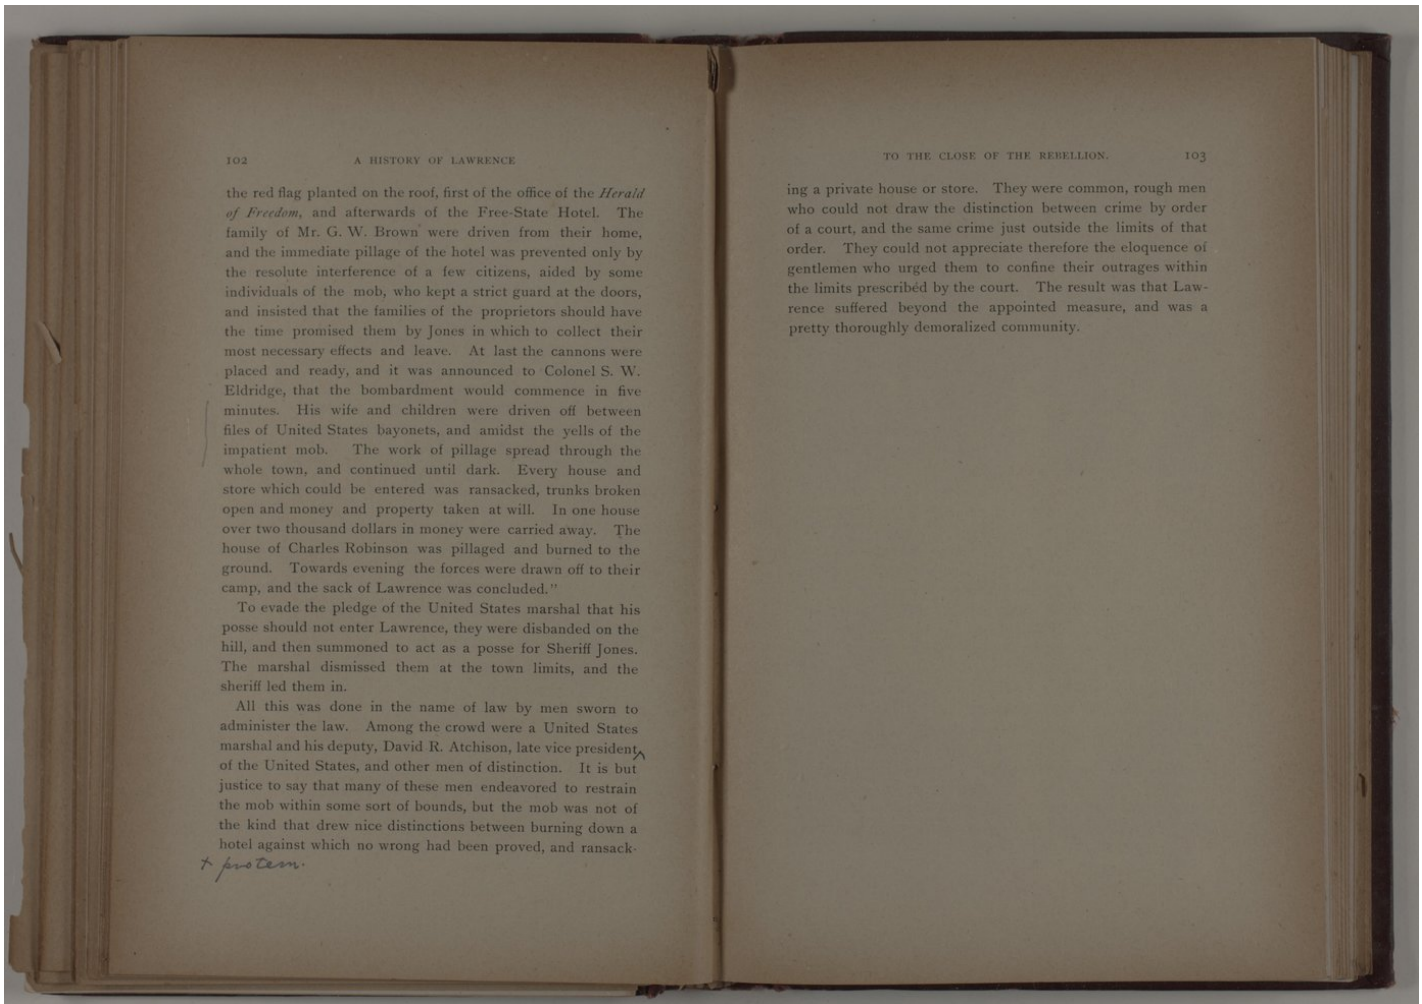 102 A HISTORY OF LAWRENCE
the red flag planted on the roof, first of the office of the Herald
of Freedom, and afterwards of the Free-State Hotel. The
family of Mr. G. W. Brown were driven from their home,
and the immediate pillage of the hotel was prevented only by
the resolute interference of a few citizens, aided by some
individuals of the mob, who kept a strict guard at the doors,
and insisted that the families of the proprietors should have
the time promised them by Jones in which to collect their
most necessary effects and leave. At last the cannons were
placed and ready, and it was announced to Colonel S. W.
Eldridge, that the bombardment would commence in five
minutes. His wife and children were driven off between
files of United States bayonets, and amidst the yells of the
impatient mob. The work of pillage spread through the
whole town, and continued until dark. Every house and
store which could be entered was ransacked, trunks broken
open and money and property taken at will. In one house
over two thousand dollars in money were carried away. The
house of Charles Robinson was pillaged and burned to the
ground. Towards evening the forces were drawn off to their
camp, and the sack of Lawrence was concluded."
To evade the pledge of the United States marshal that his
posse should not enter Lawrence, they were disbanded on the
hill, and then summoned to act as a posse for Sheriff Jones.
The marshal dismissed them at the town limits, and the
sheriff led them in.
All this was done in the name of law by men sworn to
administer the law. Among the crowd were a United States
marshal and his deputy, David R. Atchison, late vice president
of the United States, and other men of distinction. It is but
justice to say that many of these men endeavored to restrain
the mob within some sort of bounds, but the mob was not of
the kind that drew nice distinctions between burning down a
hotel against which no wrong had been proved, and ransack-
+ protem.
TO THE CLOSE OF THE REBELLION. 103
ing a private house or store. They were common, rough men
who could not draw the distinction between crime by order
of a court, and the same crime just outside the limits of that
order. They could not appreciate therefore the eloquence of
gentlemen who urged them to confine their outrages within
the limits prescribed by the court. The result was that Law-
rence suffered beyond the appointed measure, and was a
pretty thoroughly demoralized community.